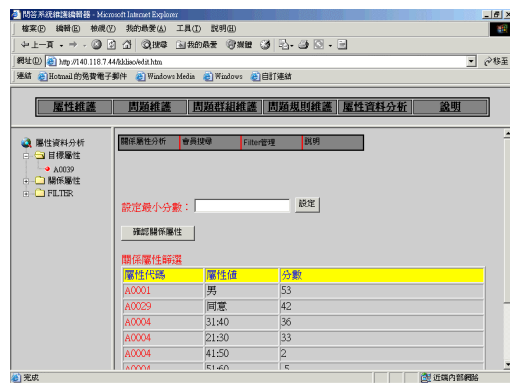 問答系統維護編輯器 - Microsoft Internet Explorer
檔案(F) 編輯(E) 檢視(V) 我的最愛(A) 工具(T) 說明(H)
上一頁 搜尋 我的最愛 媒體
網址(D) http://140.118.7.44/kkliao/edit.htm 移至
連結 Hotmail 的免費電子郵件 Windows Media Windows 自訂連結
屬性維護 問題維護 問題群組維護 問題規則維護 屬性資料分析 說明
屬性資料分析
目標屬性
A0039
關係屬性
FILTER
關係屬性分析 會員搜尋 Filter管理 說明
設定最小分數： 設定
確認關係屬性
關係屬性篩選
屬性代碼 屬性值 分數
A0001 男 53
A0029 同意 42
A0004 31:40 36
A0004 21:30 33
A0004 41:50 2
A0004 51:60 .5
完成 近端內部網路